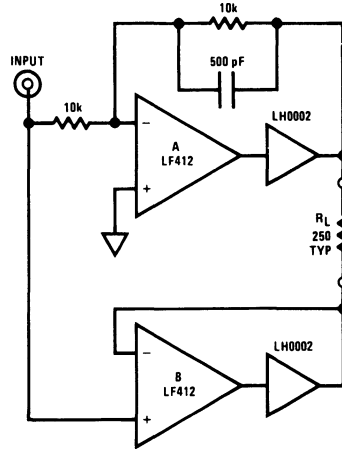 10k
INPUT
500 pF
10k
LH0002
−
A
LF412
+
RL
250
TYP
LH0002
−
B
LF412
+